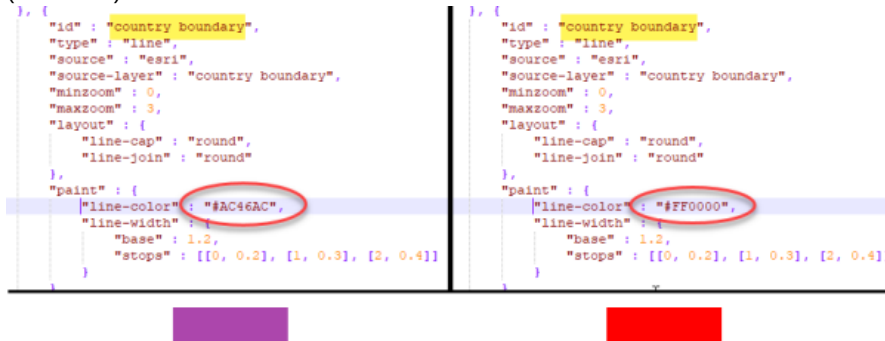 }, {
"id" : "country boundary",
"type" : "line",
"source" : "esri",
"source-layer" : "country boundary",
"minzoom" : 0,
"maxzoom" : 3,
"layout" : {
"line-cap" : "round",
"line-join" : "round"
},
"paint" : {
"line-color" : "#AC46AC",
"line-width" : {
"base" : 1.2,
"stops" : [[0, 0.2], [1, 0.3], [2, 0.4]]
}
}
}, {
"id" : "country boundary",
"type" : "line",
"source" : "esri",
"source-layer" : "country boundary",
"minzoom" : 0,
"maxzoom" : 3,
"layout" : {
"line-cap" : "round",
"line-join" : "round"
},
"paint" : {
"line-color" : "#FF0000",
"line-width" : {
"base" : 1.2,
"stops" : [[0, 0.2], [1, 0.3], [2, 0.4]
}
}